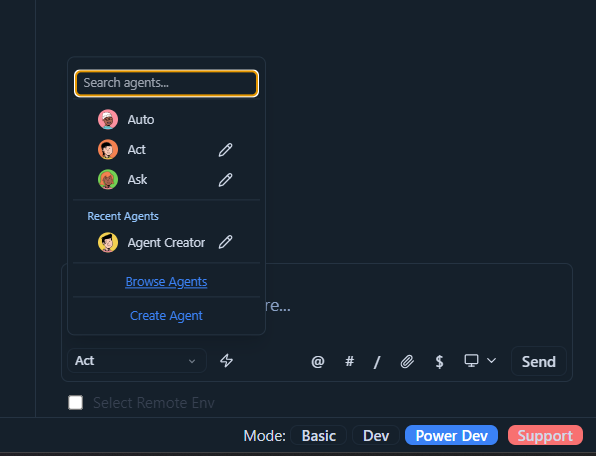 Search agents...
Auto
Act
Ask
Recent Agents
Agent Creator
Browse Agents
Create Agent
re...
Act
@ # / $ Send
Select Remote Env
Mode: Basic Dev Power Dev Support